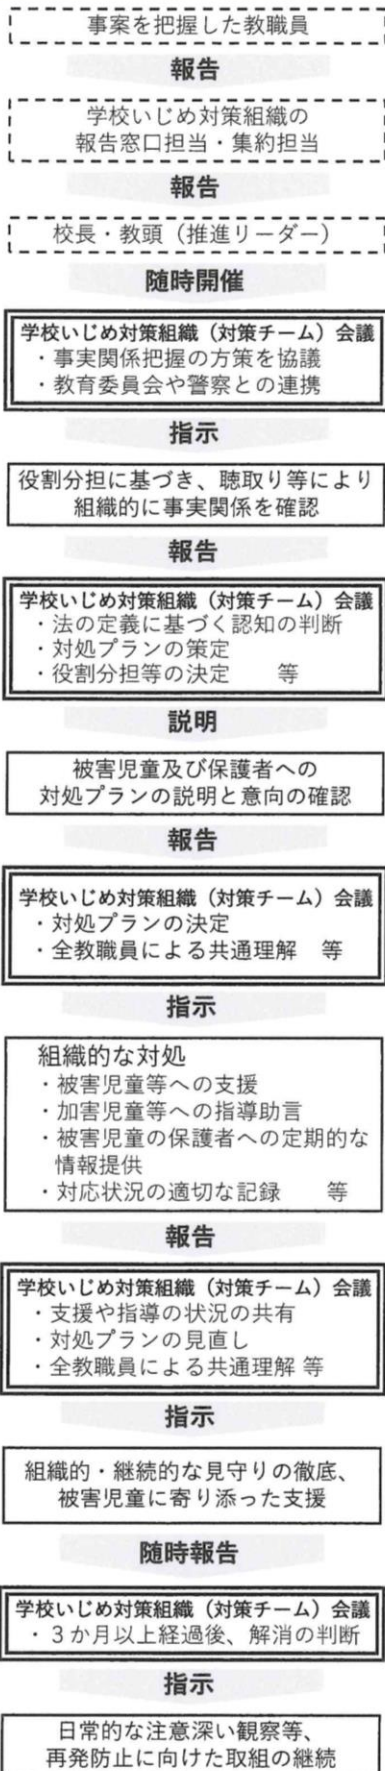 事案を把握した教職員
報告
学校いじめ対策組織の
報告窓口担当・集約担当
報告
校長・教頭（推進リーダー）
随時開催
学校いじめ対策組織（対策チーム）会議
・事実関係把握の方策を協議
・教育委員会や警察との連携
指示
役割分担に基づき、聴取り等により
組織的に事実関係を確認
報告
学校いじめ対策組織（対策チーム）会議
・法の定義に基づく認知の判断
・対処プランの策定
・役割分担等の決定　　等
説明
被害児童及び保護者への
対処プランの説明と意向の確認
報告
学校いじめ対策組織（対策チーム）会議
・対処プランの決定
・全教職員による共通理解　等
指示
組織的な対処
・被害児童等への支援
・加害児童等への指導助言
・被害児童の保護者への定期的な
情報提供
・対応状況の適切な記録　　等
報告
学校いじめ対策組織（対策チーム）会議
・支援や指導の状況の共有
・対処プランの見直し
・全教職員による共通理解 等
指示
組織的・継続的な見守りの徹底、
被害児童に寄り添った支援
随時報告
学校いじめ対策組織（対策チーム）会議
・３か月以上経過後、解消の判断
指示
日常的な注意深い観察等、
再発防止に向けた取組の継続